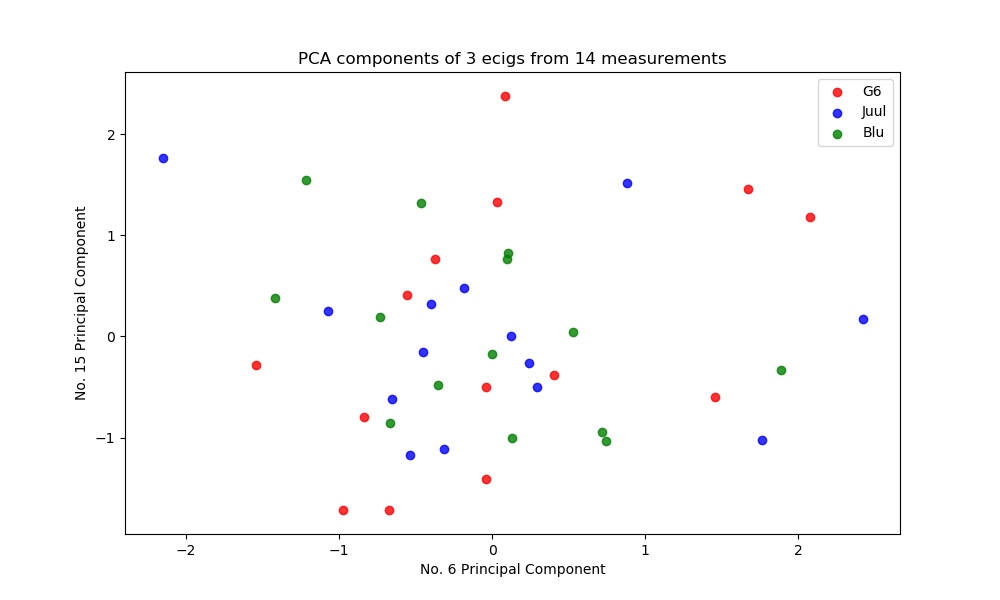 PCA components of 3 ecigs from 14 measurements
G6
Juul
Blu
2
1
0
−1
No. 15 Principal Component
−2
−1
0
1
2
No. 6 Principal Component